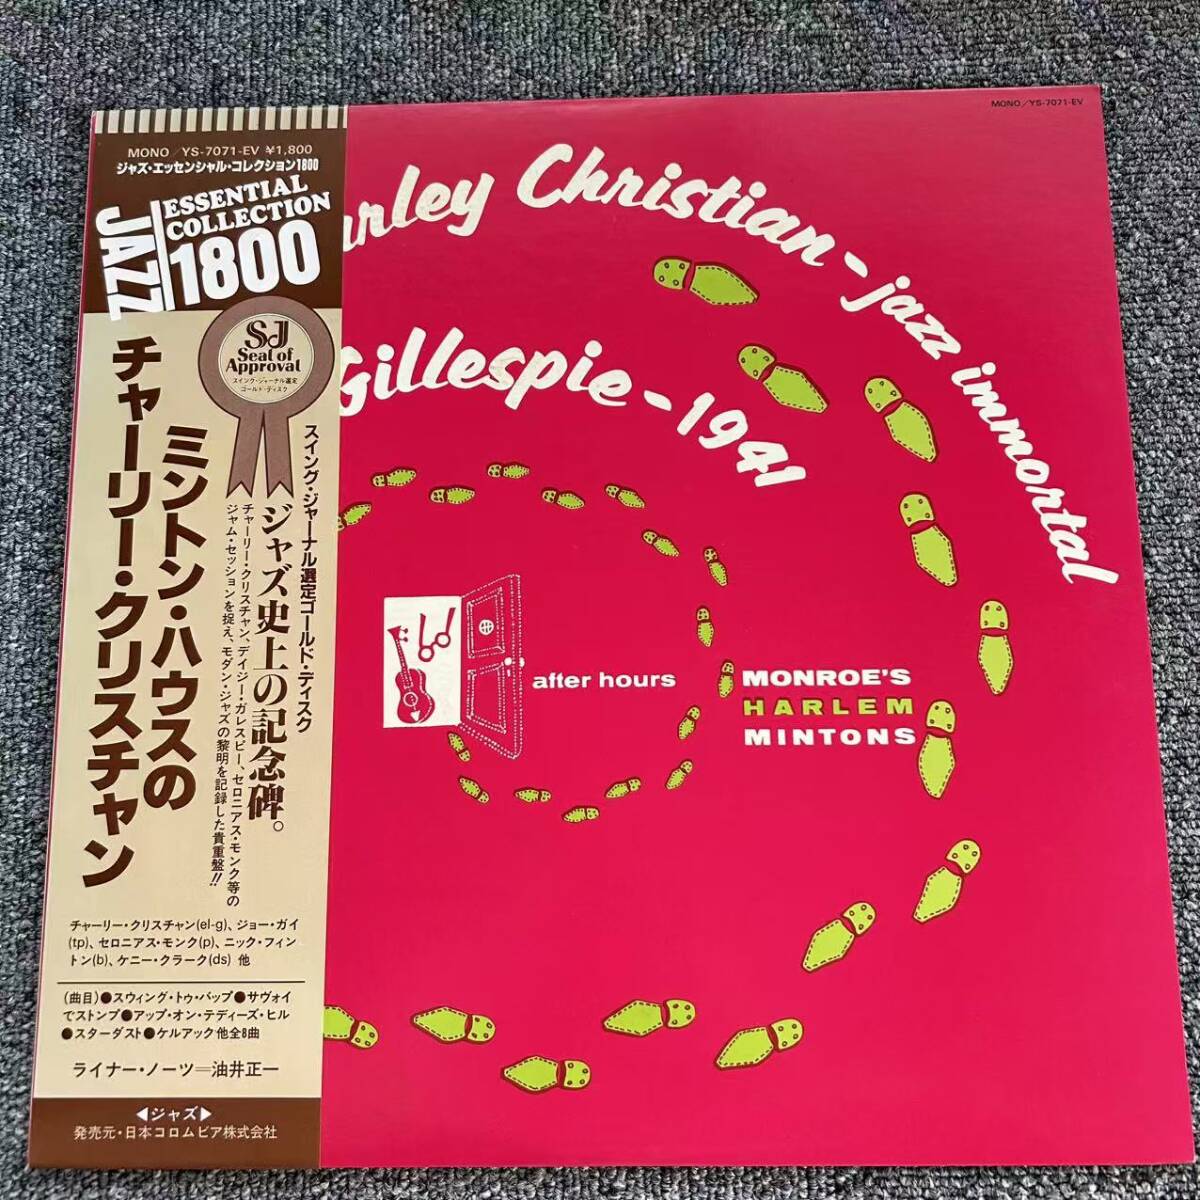 MONO／YS-7071-EV ¥1,800
ジャズ・エッセンシャル・コレクション1800
JAZZ
ESSENTIAL
COLLECTION
1800
SJ
Seal of
Approval
スイング・ジャーナル選定
ゴールド・ディスク
ミントン・ハウスの
チャーリー・クリスチャン
スイング・ジャーナル選定ゴールド・ディスク
ジャズ史上の記念碑。
チャーリー・クリスチャン、デイジー・ガレスピー、セロニアス・モンク等の
ジャム・セッションを捉え、モダン・ジャズの黎明を記録した貴重盤!!
チャーリー・クリスチャン(el-g)、ジョー・ガイ
(tp)、セロニアス・モンク(p)、ニック・フィン
トン(b)、ケニー・クラーク(ds) 他
(曲目)●スウィング・トゥ・バップ●サヴォイ
でストンプ●アップ・オン・テディーズ・ヒル
●スターダスト●ケルアック他全8曲
ライナー・ノーツ＝油井正一
◀ジャズ▶
発売元・日本コロムビア株式会社
MONO／YS-7071-EV
arley Christian - jazz immortal
Gillespie - 1941
after hours
MONROE'S
HARLEM
MINTONS